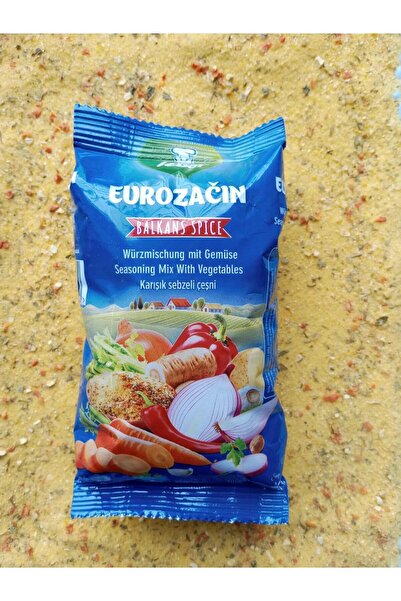 EUROZAČIN
BALKANS SPICE
Würzmischung mit Gemüse
Seasoning Mix With Vegetables
Karışık sebzeli çeşni